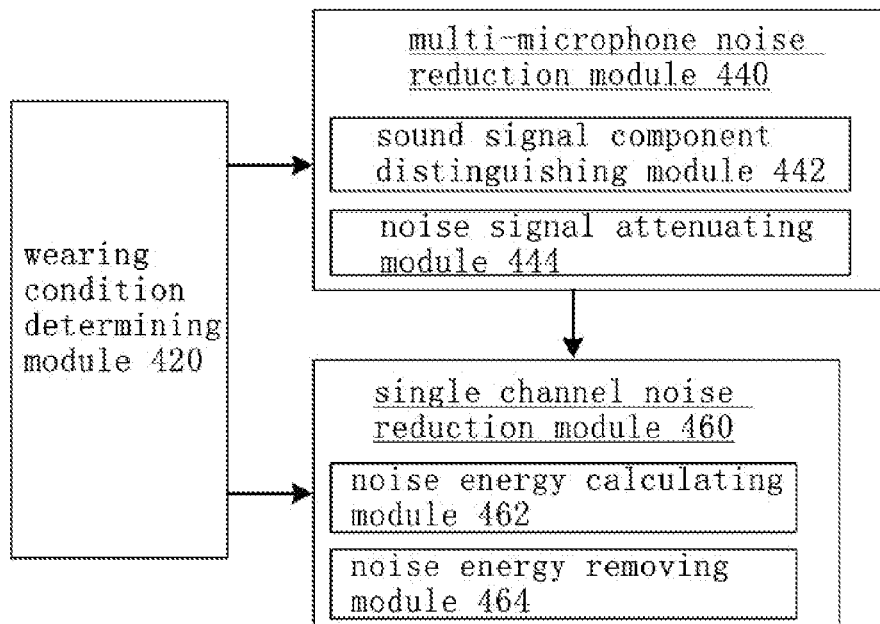 wearing
condition
determining
module 420
multi-microphone noise
reduction module 440
sound signal component
distinguishing module 442
noise signal attenuating
module 444
single channel noise
reduction module 460
noise energy calculating
module 462
noise energy removing
module 464